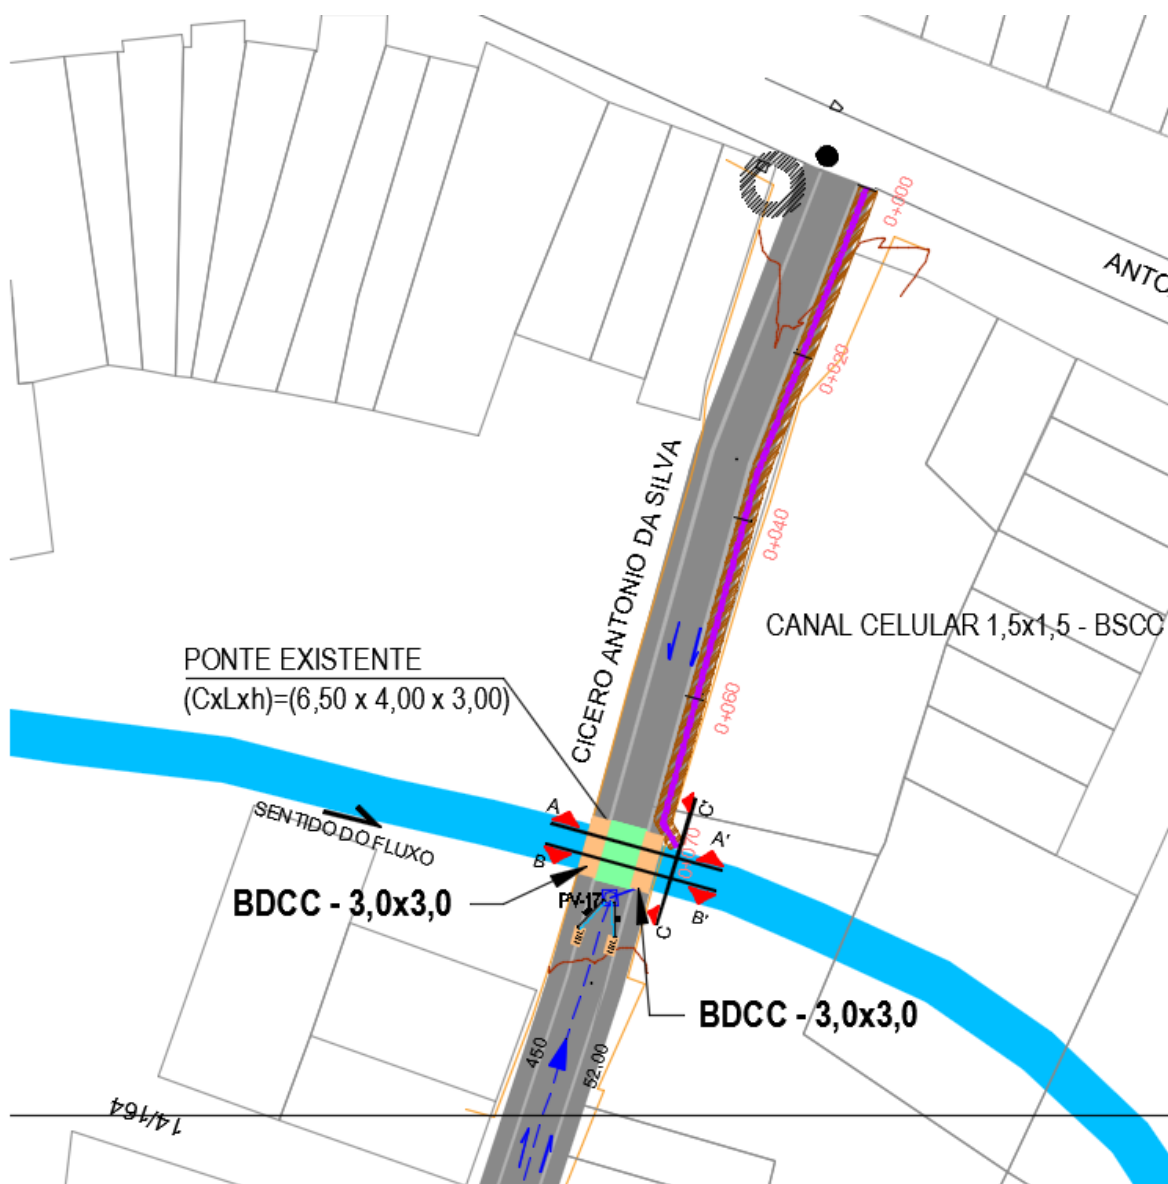 0+000
ANTO
0+020
CICERO ANTONIO DA SILVA
0+040
CANAL CELULAR 1,5x1,5 - BSCC
PONTE EXISTENTE
(CxLxh)=(6,50 x 4,00 x 3,00)
0+060
A
C'
SENTIDO DO FLUXO
A'
B
BDCC - 3,0x3,0
PV-17
B'
C
BDCC - 3,0x3,0
450
52,00
14/164